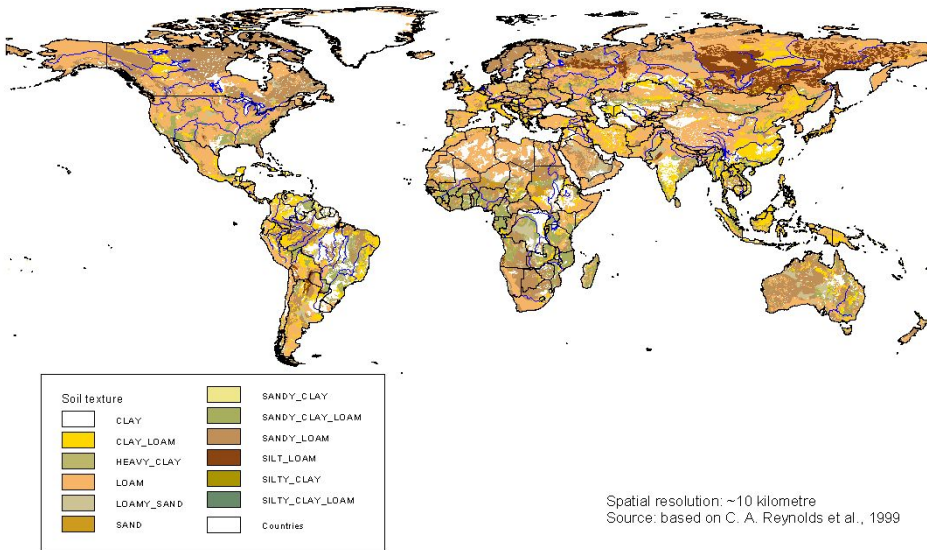 Soil texture
CLAY
CLAY_LOAM
HEAVY_CLAY
LOAM
LOAMY_SAND
SAND
SANDY_CLAY
SANDY_CLAY_LOAM
SANDY_LOAM
SILT_LOAM
SILTY_CLAY
SILTY_CLAY_LOAM
Countries
Spatial resolution: ~10 kilometre
Source: based on C. A. Reynolds et al., 1999